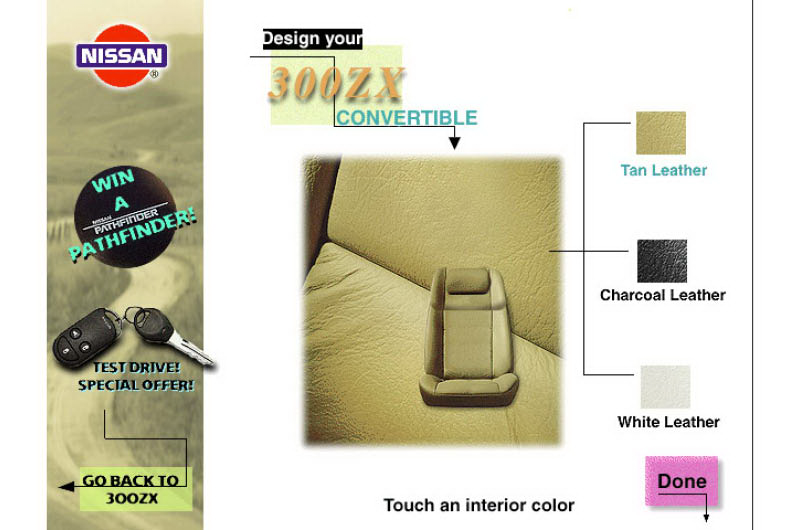 NISSAN
®
WIN
A
NISSAN
PATHFINDER
PATHFINDER!
TEST DRIVE!
SPECIAL OFFER!
GO BACK TO
300ZX
Design your
300ZX
CONVERTIBLE
Tan Leather
Charcoal Leather
White Leather
Touch an interior color
Done